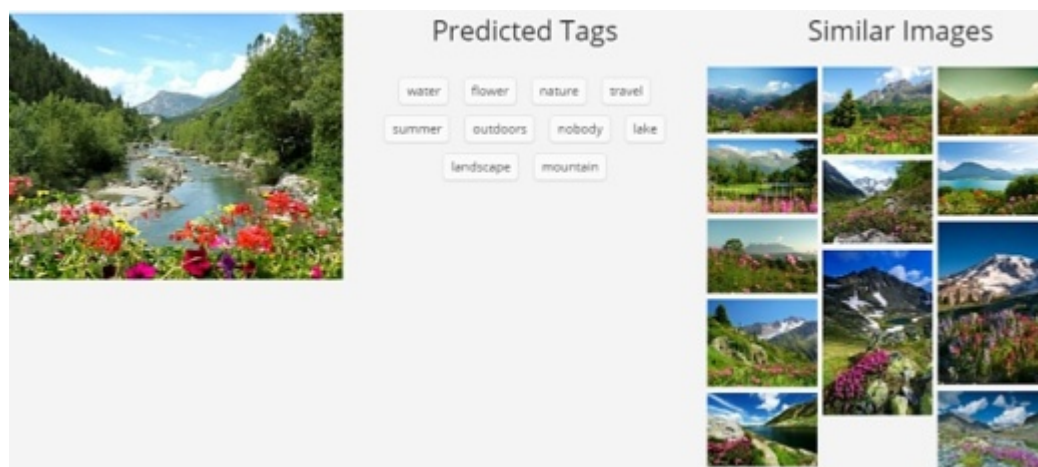 Predicted Tags
Similar Images
water flower nature travel
summer outdoors nobody lake
landscape mountain